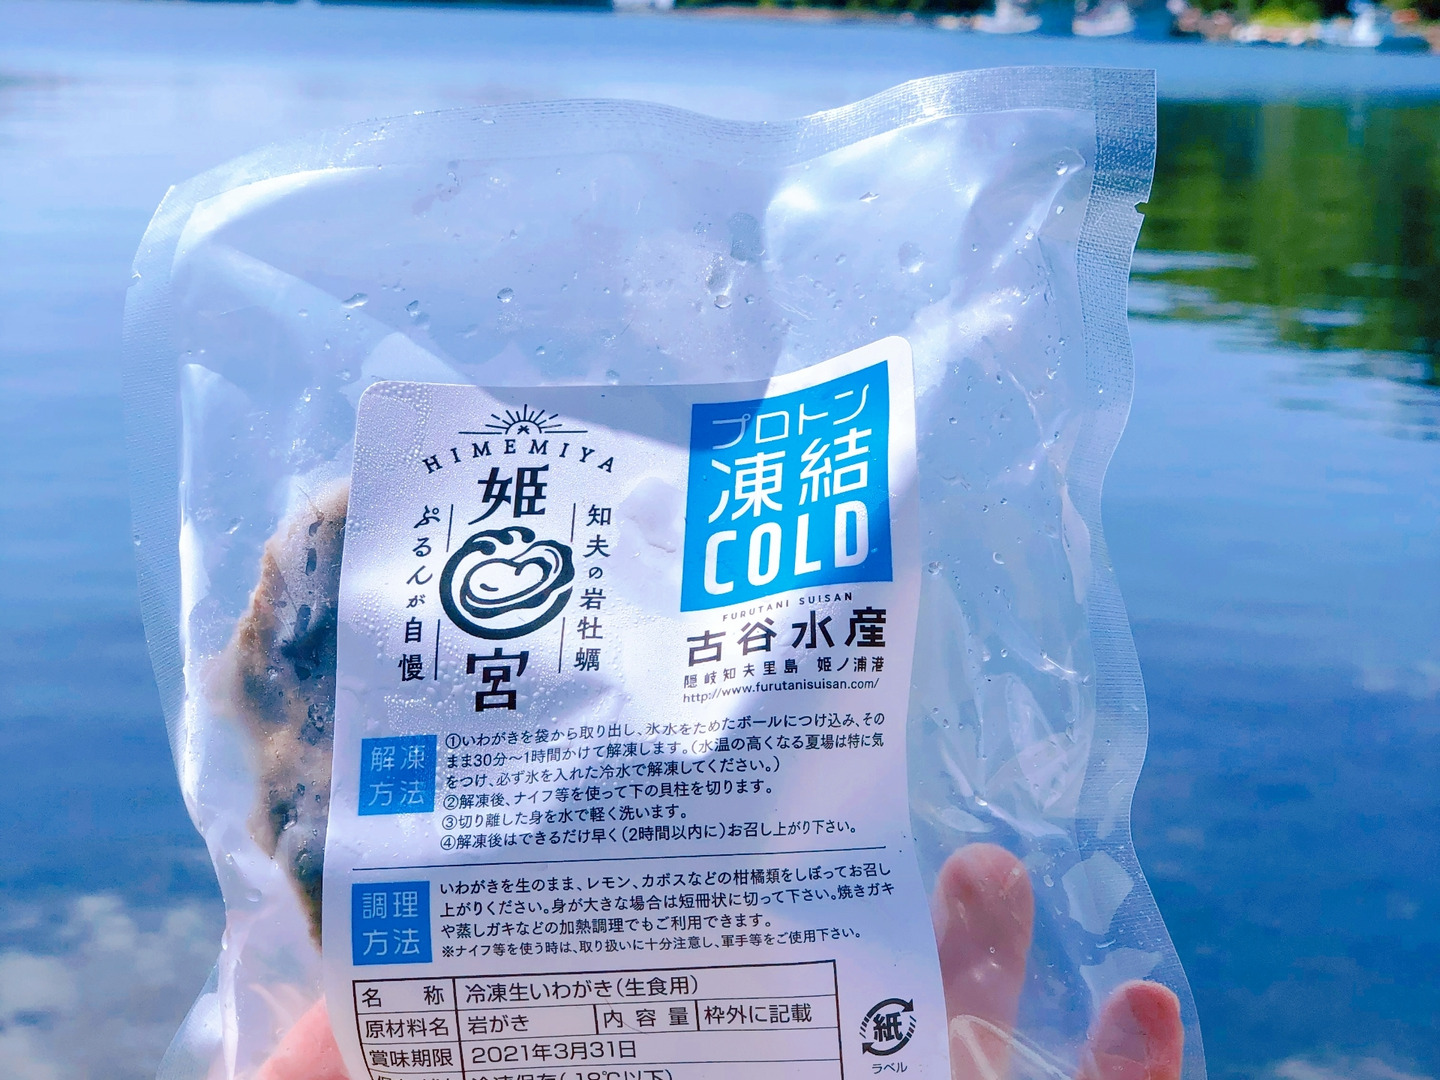 HIMEMIYA
姫宮
知夫の岩牡蠣
ぷるんが自慢
プロトン
凍結
COLD
FURUTANI SUISAN
古谷水産
隠岐知夫里島 姫ノ浦港
http://www.furutanisuisan.com/
解凍
方法
①いわがきを袋から取り出し、氷水をためたボールにつけ込み、その
まま30分〜1時間かけて解凍します。(水温の高くなる夏場は特に気
をつけ、必ず氷を入れた冷水で解凍してください。)
②解凍後、ナイフ等を使って下の貝柱を切ります。
③切り離した身を水で軽く洗います。
④解凍後はできるだけ早く(2時間以内に)お召し上がり下さい。
調理
方法
いわがきを生のまま、レモン、カボスなどの柑橘類をしぼってお召し
上がりください。身が大きな場合は短冊状に切って下さい。焼きガキ
や蒸しガキなどの加熱調理でもご利用できます。
※ナイフ等を使う時は、取り扱いに十分注意し、軍手等をご使用下さい。
名称 冷凍生いわがき(生食用)
原材料名 岩がき 内容量 枠外に記載
賞味期限 2021年3月31日
冷凍保存(-18℃以下)
紙
ラベル